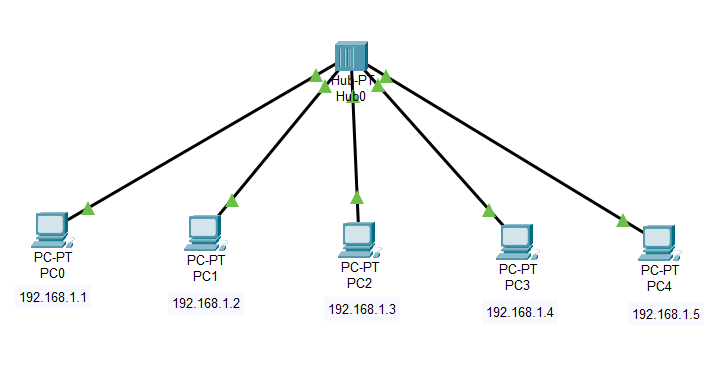 Hub-PT
Hub0
PC-PT
PC0
192.168.1.1
PC-PT
PC1
192.168.1.2
PC-PT
PC2
192.168.1.3
PC-PT
PC3
192.168.1.4
PC-PT
PC4
192.168.1.5